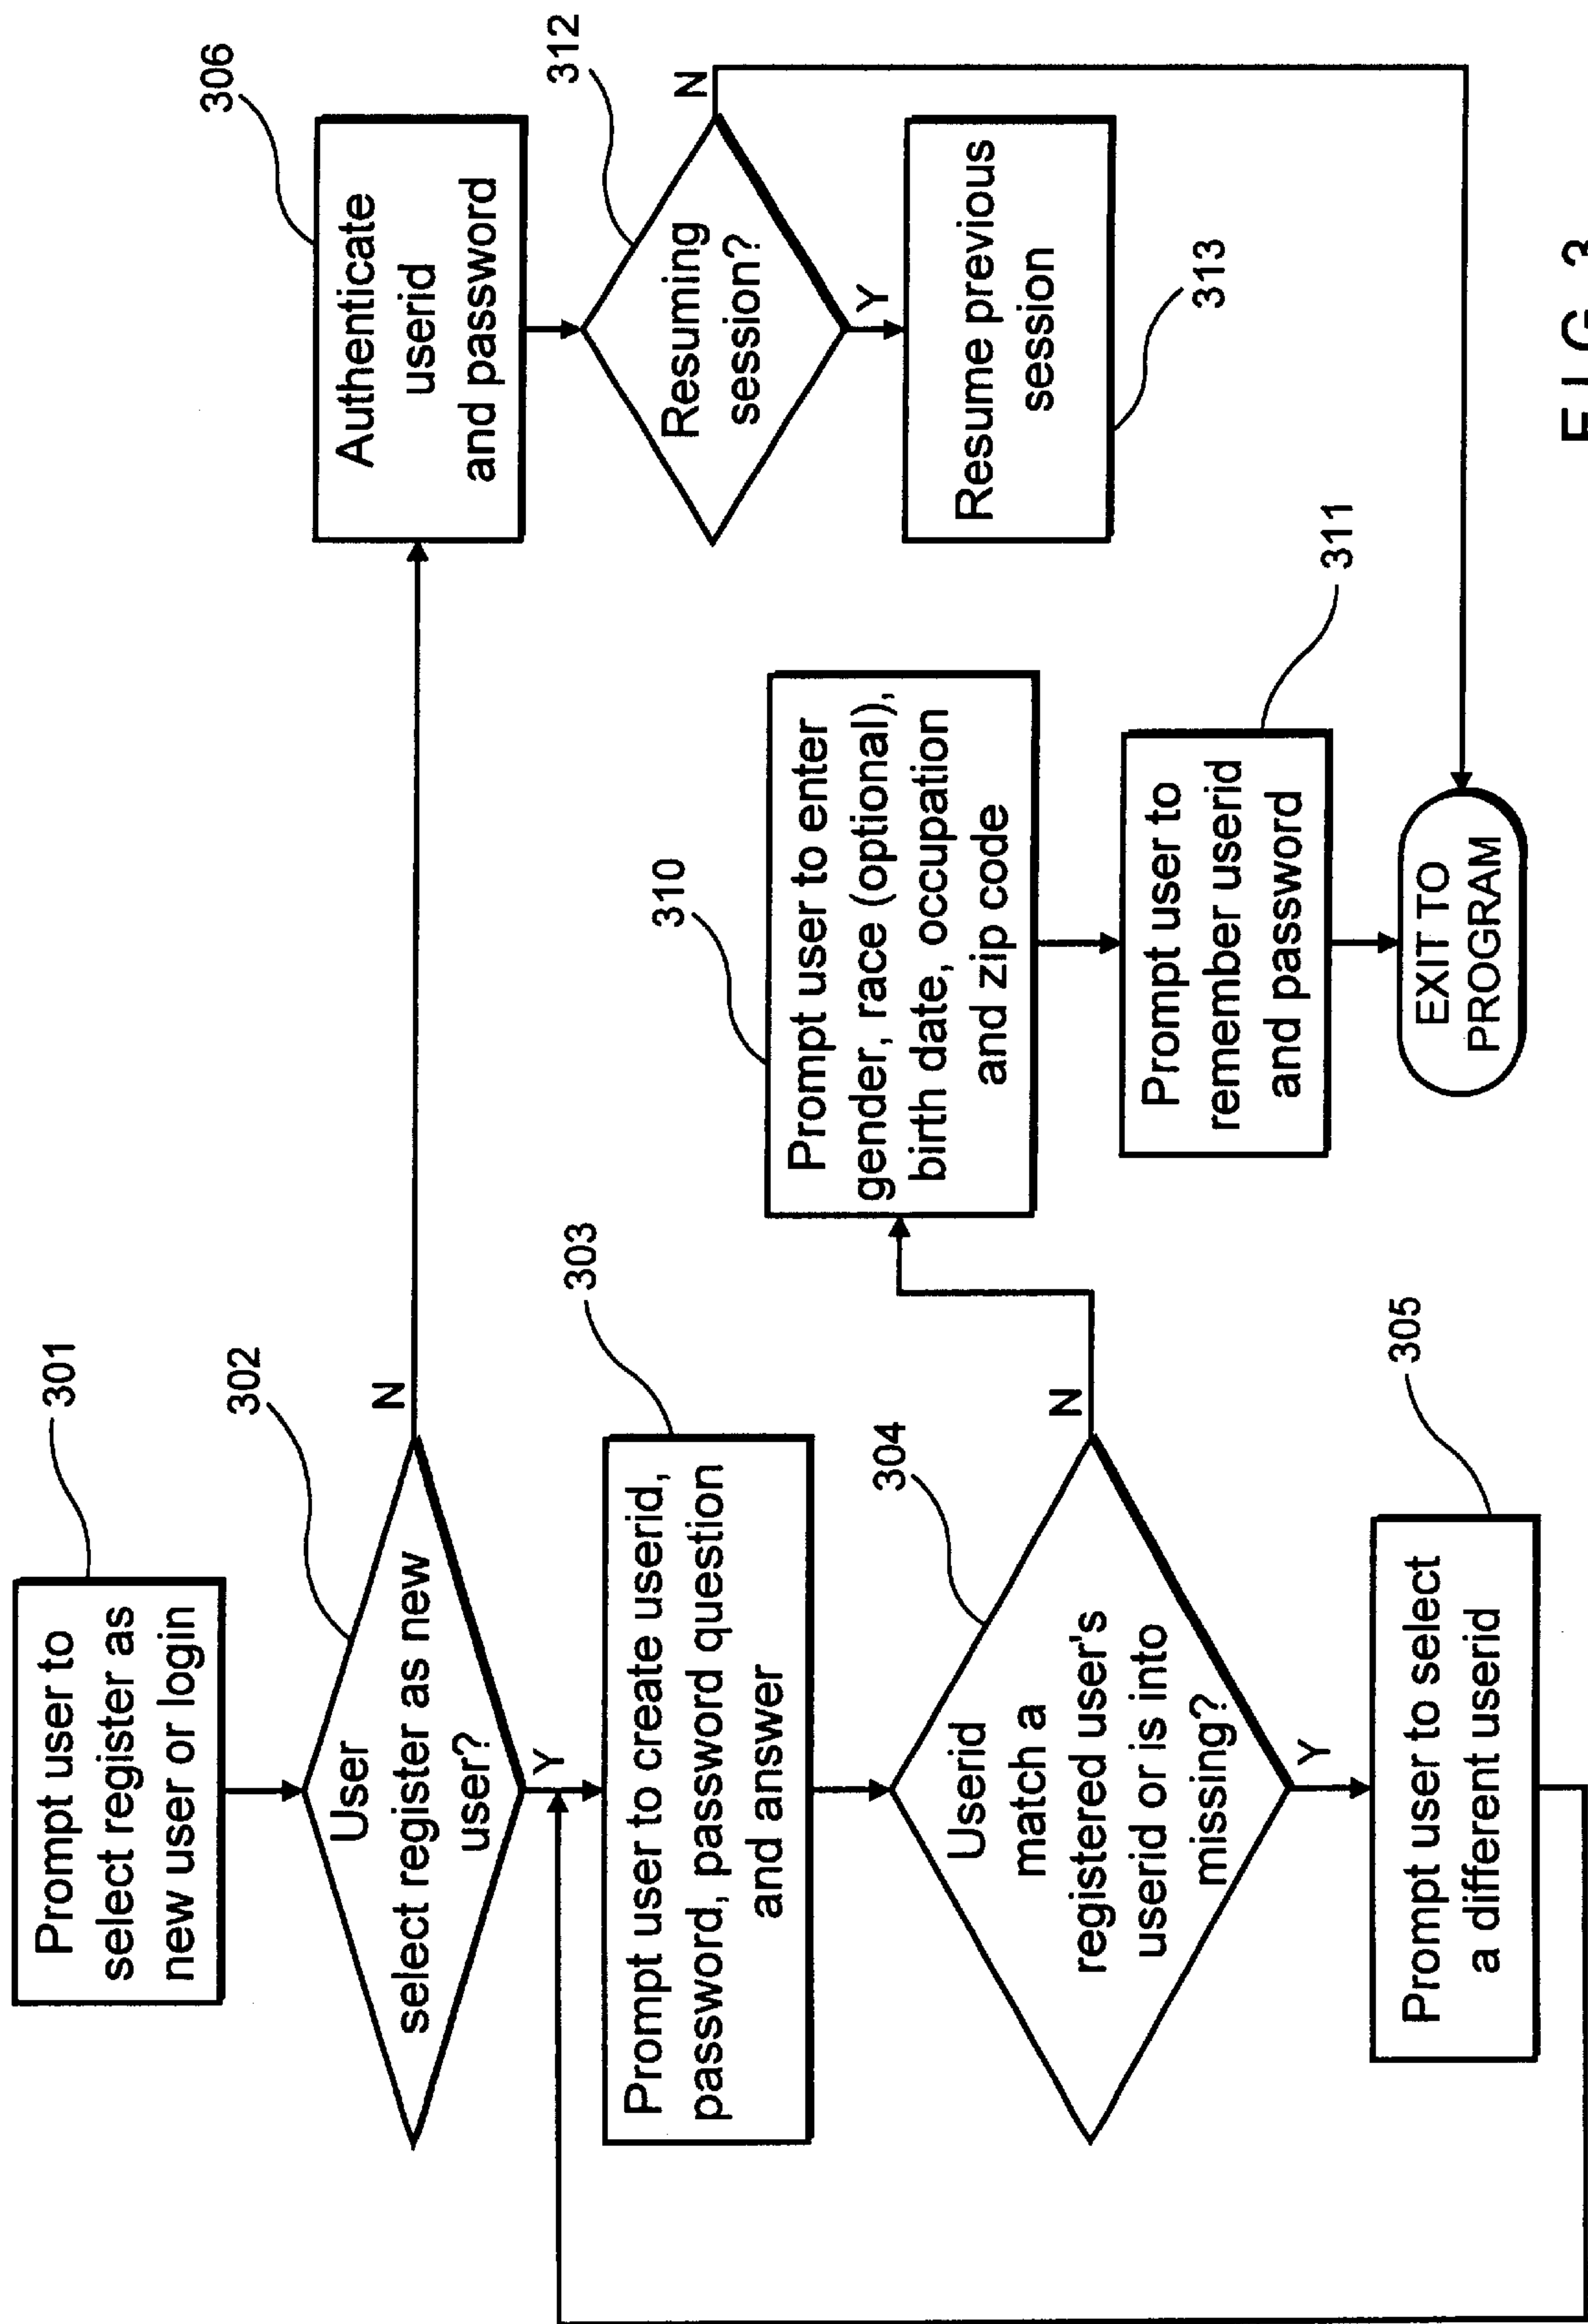 301
Prompt user to
select register as
new user or login
302
User
select register as new
user?
N
Y
303
Prompt user to create userid,
password, password question
and answer
304
Userid
match a
registered user's
userid or is into
missing?
N
Y
305
Prompt user to select
a different userid
310
Prompt user to enter
gender, race (optional),
birth date, occupation
and zip code
311
Prompt user to
remember userid
and password
EXIT TO
PROGRAM
306
Authenticate
userid
and password
312
Resuming
session?
N
Y
Resume previous
session
313
FIG. 3